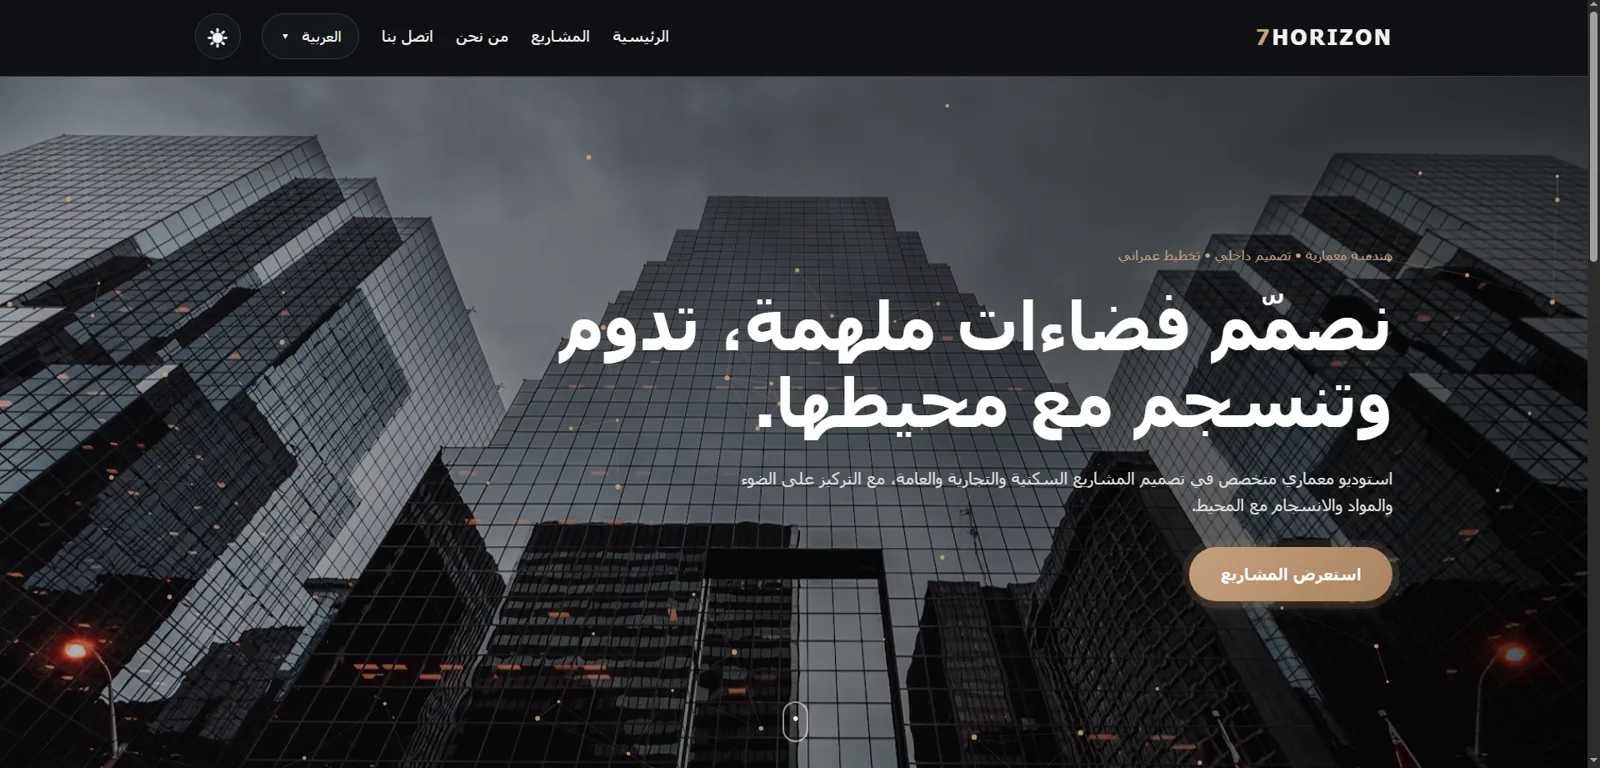 7HORIZON
الرئيسية
المشاريع
من نحن
اتصل بنا
العربية
هندسة معمارية • تصميم داخلي • تخطيط عمراني
نصمّم فضاءات ملهمة، تدوم
وتنسجم مع محيطها.
استوديو معماري متخصص في تصميم المشاريع السكنية والتجارية والعامة، مع التركيز على الضوء
والمواد والانسجام مع المحيط.
استعرض المشاريع